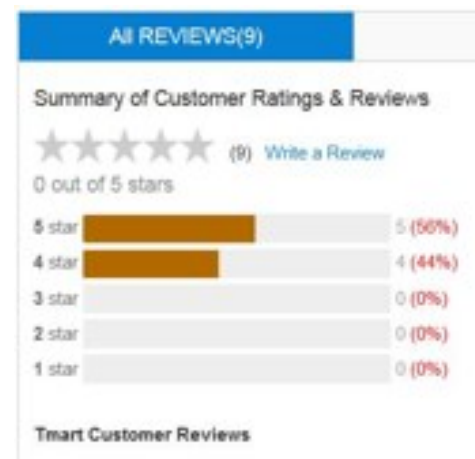 All REVIEWS(9)
Summary of Customer Ratings & Reviews
(9) Write a Review
0 out of 5 stars
5 star 5 (56%)
4 star 4 (44%)
3 star 0 (0%)
2 star 0 (0%)
1 star 0 (0%)
Tmart Customer Reviews